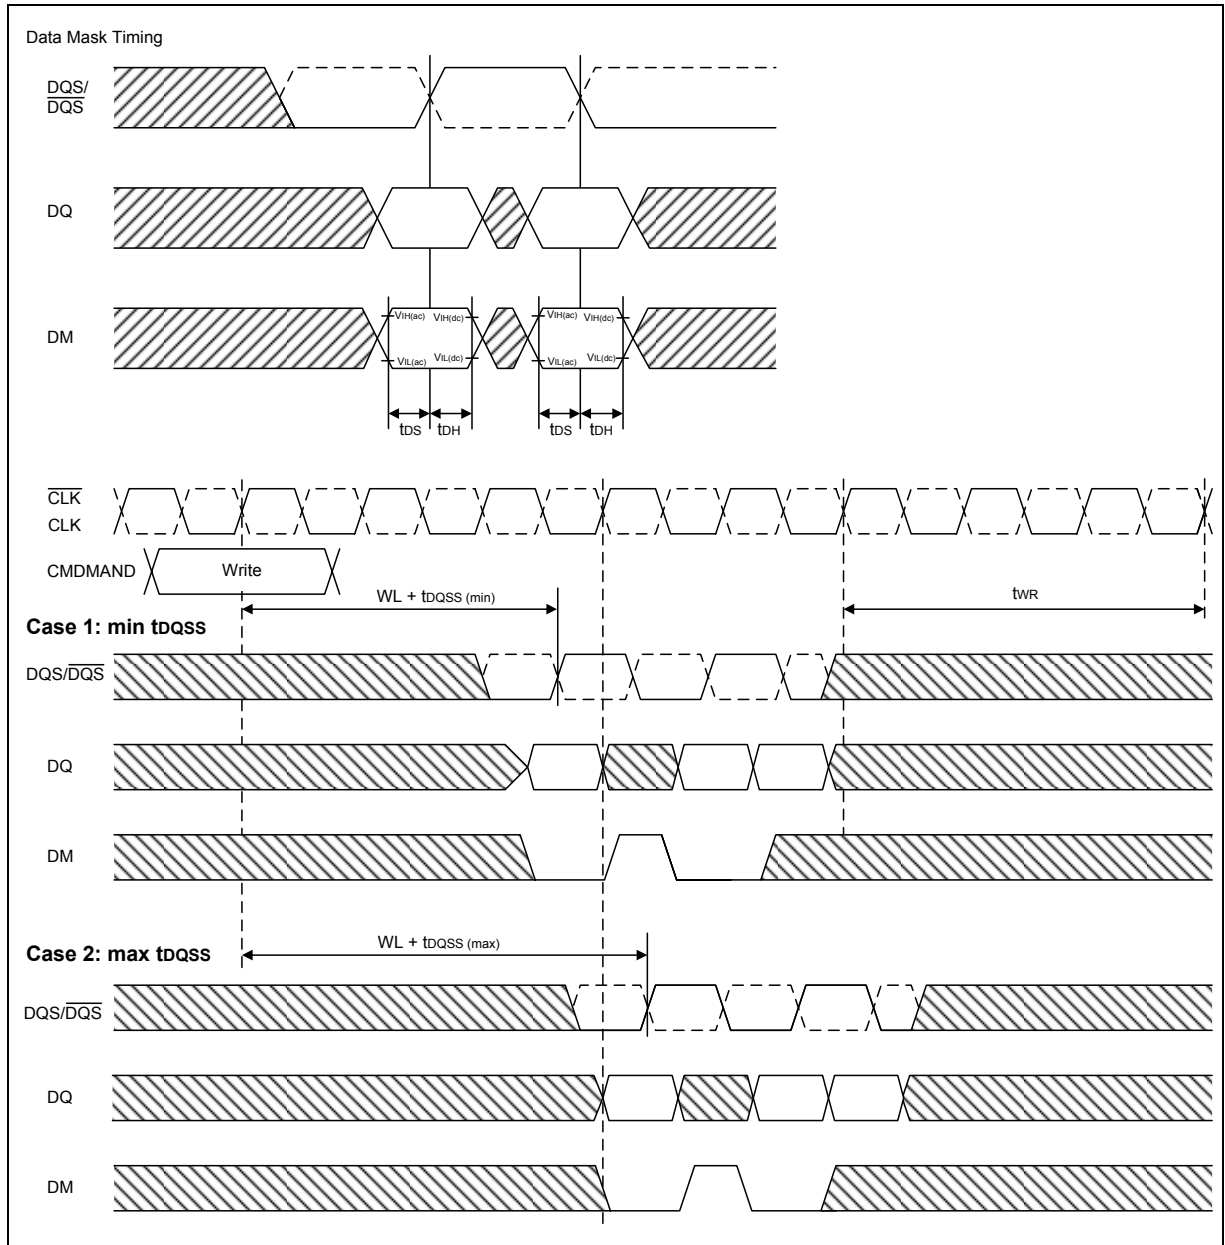 Data Mask Timing
DQS/
DQS
DQ
DM
VIH(ac) VIH(dc) VIH(ac) VIH(dc)
VIL(ac) VIL(dc) VIL(ac) VIL(dc)
tDS tDH tDS tDH
CLK
CLK
CMDMAND Write
WL + tDQSS (min) tWR
Case 1: min tDQSS
DQS/DQS
DQ
DM
WL + tDQSS (max)
Case 2: max tDQSS
DQS/DQS
DQ
DM